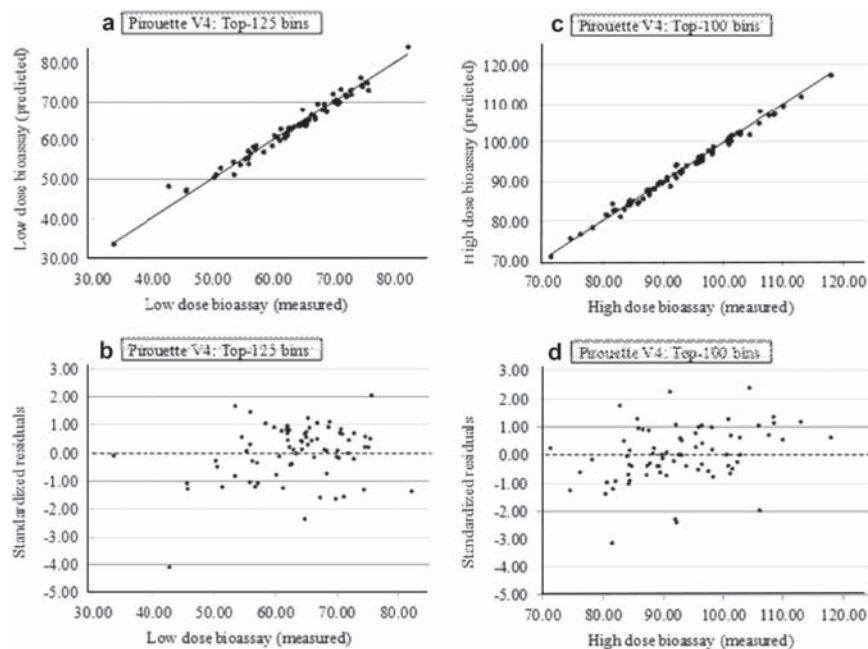 a Pirouette V4: Top-125 bins
Low dose bioassay (predicted)
80.00
70.00
60.00
50.00
40.00
30.00
30.00 40.00 50.00 60.00 70.00 80.00
Low dose bioassay (measured)
c Pirouette V4: Top-100 bins
High dose bioassay (predicted)
120.00
110.00
100.00
90.00
80.00
70.00
70.00 80.00 90.00 100.00 110.00 120.00
High dose bioassay (measured)
b Pirouette V4: Top-125 bins
Standardized residuals
3.00
2.00
1.00
0.00
-1.00
-2.00
-3.00
-4.00
-5.00
30.00 40.00 50.00 60.00 70.00 80.00
Low dose bioassay (measured)
d Pirouette V4: Top-100 bins
Standardized residuals
3.00
2.00
1.00
0.00
-1.00
-2.00
-3.00
-4.00
-5.00
70.00 80.00 90.00 100.00 110.00 120.00
High dose bioassay (measured)